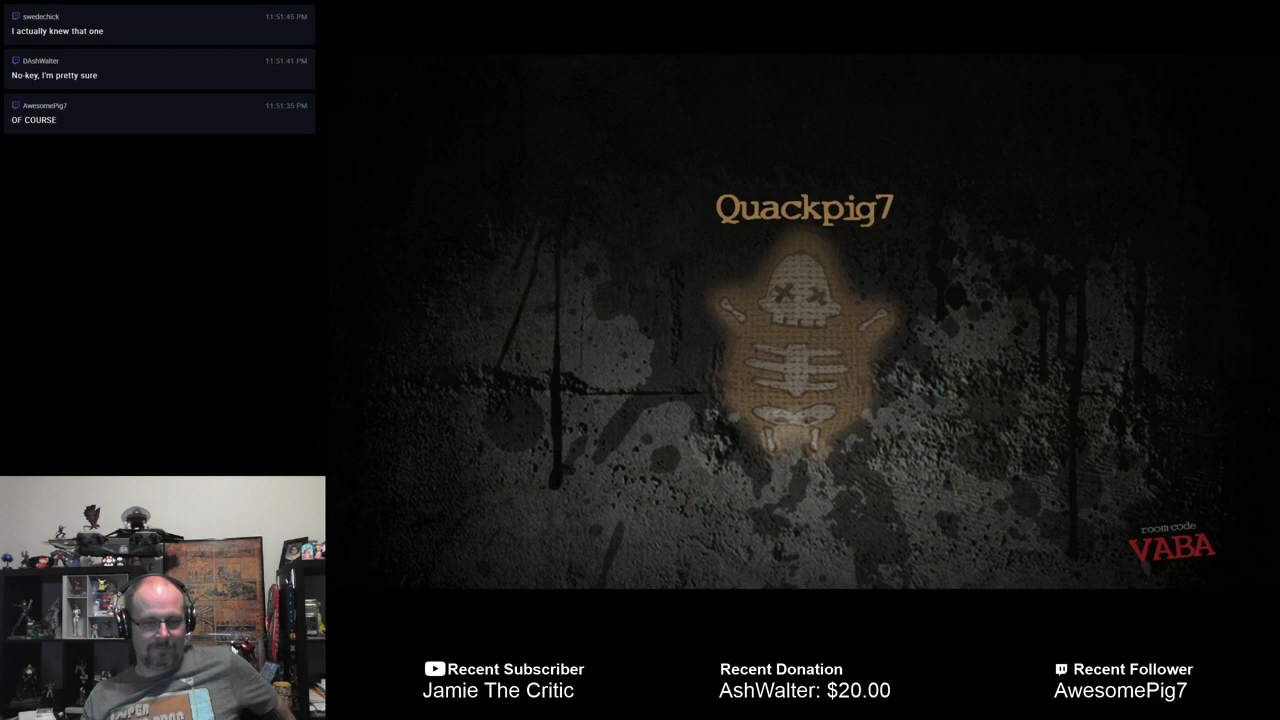 swedechick 11:51:45 PM
I actually knew that one
DAshWalter 11:51:41 PM
No-key, I'm pretty sure
AwesomePig7 11:51:35 PM
OF COURSE
Quackpig7
room code
VABA
Recent Subscriber
Jamie The Critic
Recent Donation
AshWalter: $20.00
Recent Follower
AwesomePig7